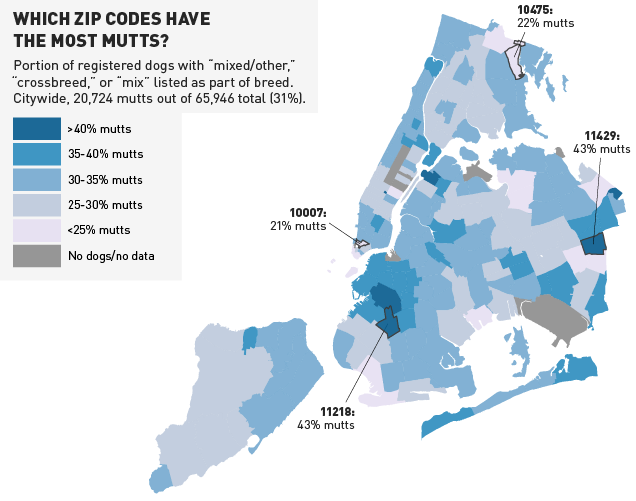 WHICH ZIP CODES HAVE
THE MOST MUTTS?
Portion of registered dogs with “mixed/other,”
“crossbreed,” or “mix” listed as part of breed.
Citywide, 20,724 mutts out of 65,946 total (31%).
>40% mutts
35-40% mutts
30-35% mutts
25-30% mutts
<25% mutts
No dogs/no data
10475:
22% mutts
11429:
43% mutts
10007:
21% mutts
11218:
43% mutts